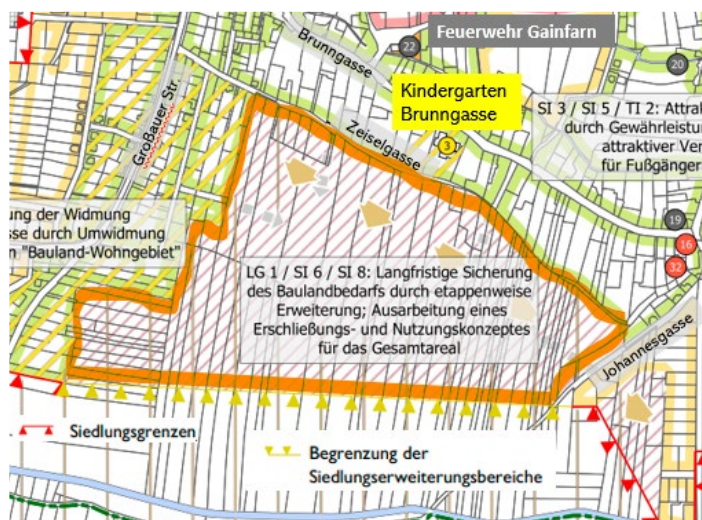 22
Feuerwehr Gainfarn
20
Brunngasse
Großauer Str.
Kindergarten
Brunngasse
Zeiselgasse
3
SI 3 / SI 5 / TI 2: Attrak
durch Gewährleistu
attraktiver Ver
für Fußgänger
ung der Widmung
sse durch Umwidmung
n "Bauland-Wohngebiet"
19
16
32
LG 1 / SI 6 / SI 8: Langfristige Sicherung
des Baulandbedarfs durch etappenweise
Erweiterung; Ausarbeitung eines
Erschließungs- und Nutzungskonzeptes
für das Gesamtareal
Johannesgasse
Siedlungsgrenzen
Begrenzung der
Siedlungserweiterungsbereiche